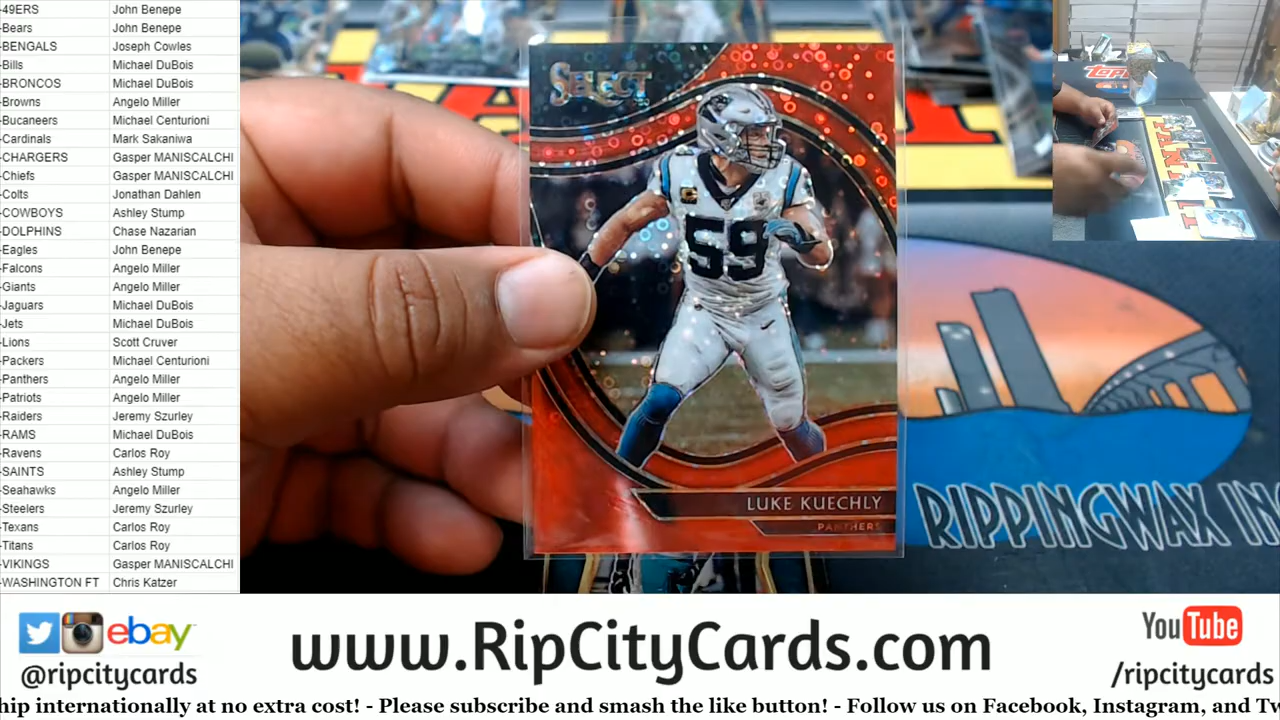 -49ERS John Benepe
-Bears John Benepe
-BENGALS Joseph Cowles
-Bills Michael DuBois
-BRONCOS Michael DuBois
-Browns Angelo Miller
-Bucaneers Michael Centurioni
-Cardinals Mark Sakaniwa
-CHARGERS Gasper MANISCALCHI
-Chiefs Gasper MANISCALCHI
-Colts Jonathan Dahlen
-COWBOYS Ashley Stump
-DOLPHINS Chase Nazarian
-Eagles John Benepe
-Falcons Angelo Miller
-Giants Angelo Miller
-Jaguars Michael DuBois
-Jets Michael DuBois
-Lions Scott Cruver
-Packers Michael Centurioni
-Panthers Angelo Miller
-Patriots Angelo Miller
-Raiders Jeremy Szurley
-RAMS Michael DuBois
-Ravens Carlos Roy
-SAINTS Ashley Stump
-Seahawks Angelo Miller
-Steelers Jeremy Szurley
-Texans Carlos Roy
-Titans Carlos Roy
-VIKINGS Gasper MANISCALCHI
-WASHINGTON FT Chris Katzer
SELECT
59
LUKE KUECHLY
PANTHERS
Topps
RIPPINGWAX IN
ebay
@ripcitycards
www.RipCityCards.com
YouTube
/ripcitycards
hip internationally at no extra cost! - Please subscribe and smash the like button! - Follow us on Facebook, Instagram, and Tw